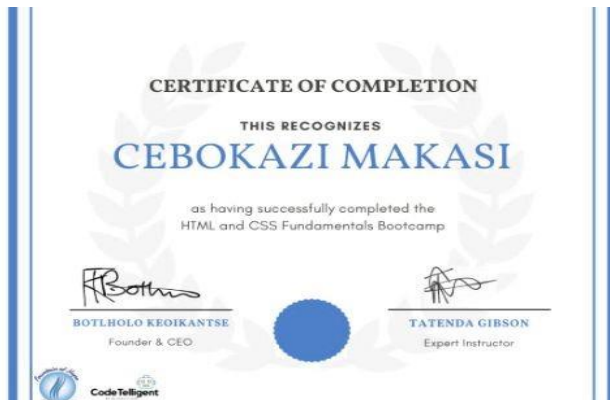 CERTIFICATE OF COMPLETION
THIS RECOGNIZES
CEBOKAZI MAKASI
as having successfully completed the
HTML and CSS Fundamentals Bootcamp
BOTLHOLO KEOIKANTSE
Founder & CEO
TATENDA GIBSON
Expert Instructor
CodeTelligent